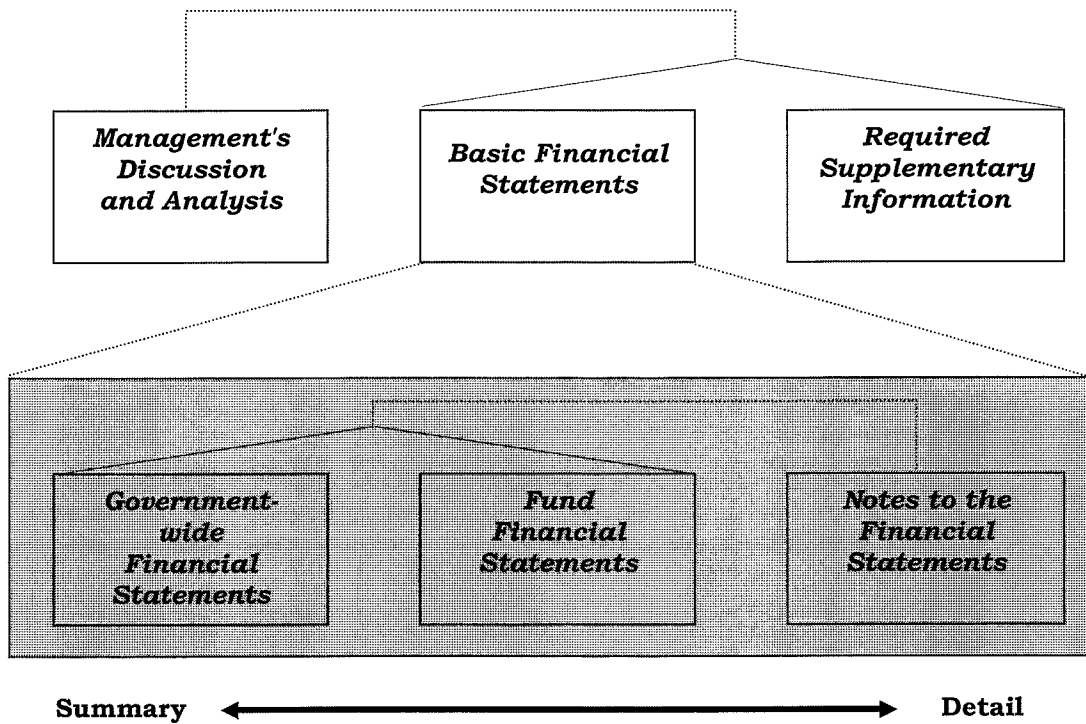 Management's
Discussion
and Analysis
Basic Financial
Statements
Required
Supplementary
Information
Government-
wide
Financial
Statements
Fund
Financial
Statements
Notes to the
Financial
Statements
Summary
Detail